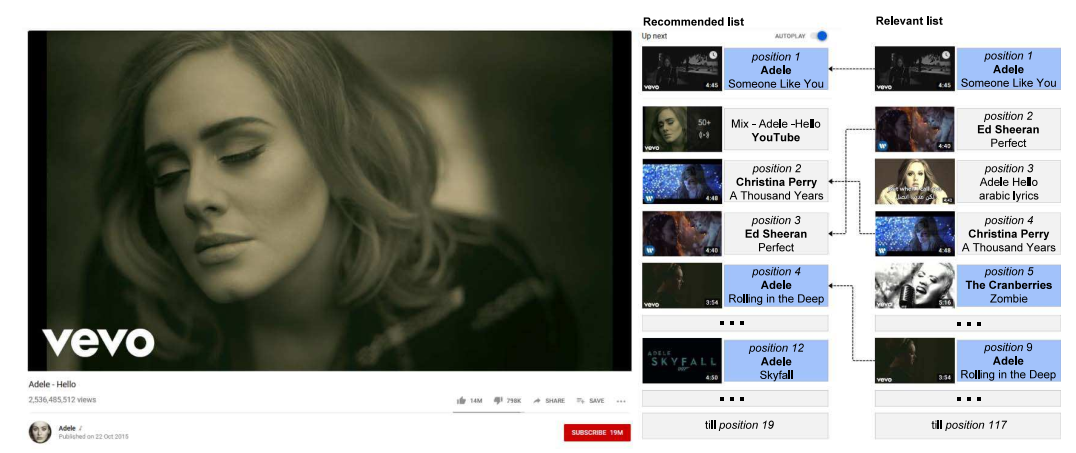 vevo
Adele - Hello
2,536,485,512 views
14M
798K
SHARE
SAVE
Adele
Published on 22 Oct 2015
SUBSCRIBE 19M
Recommended list
Up next
AUTOPLAY
vevo
4:45
position 1
Adele
Someone Like You
50+
vevo
Mix - Adele -Hello
YouTube
4:48
position 2
Christina Perry
A Thousand Years
4:40
position 3
Ed Sheeran
Perfect
vevo
3:54
position 4
Adele
Rolling in the Deep
...
ADELE
SKYFALL
007
4:50
position 12
Adele
Skyfall
...
till position 19
Relevant list
vevo
4:45
position 1
Adele
Someone Like You
4:40
position 2
Ed Sheeran
Perfect
position 3
Adele Hello
arabic lyrics
4:48
position 4
Christina Perry
A Thousand Years
5:16
position 5
The Cranberries
Zombie
...
vevo
3:54
position 9
Adele
Rolling in the Deep
...
till position 117